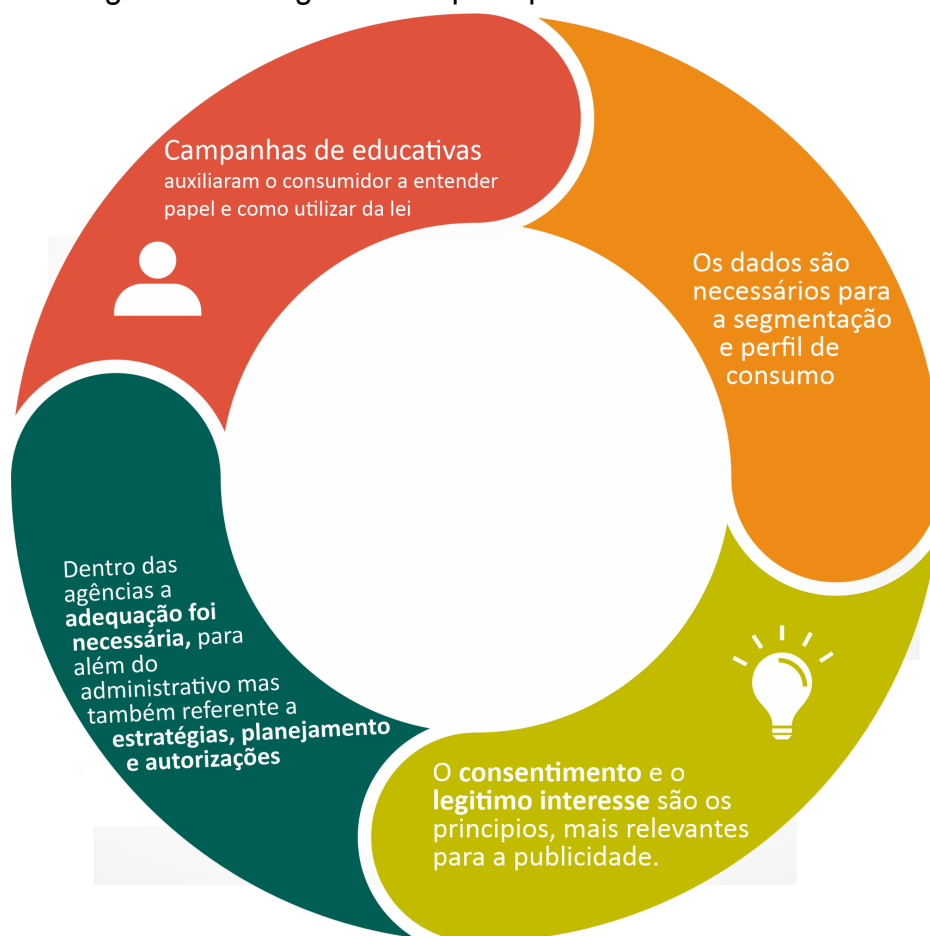 Campanhas de educativas
auxiliaram o consumidor a entender
papel e como utilizar da lei
Os dados são
necessários para
a segmentação
e perfil de
consumo
Dentro das
agências a
adequação foi
necessária, para
além do
administrativo mas
também referente a
estratégias, planejamento
e autorizações
O consentimento e o
legitimo interesse são os
principios, mais relevantes
para a publicidade.